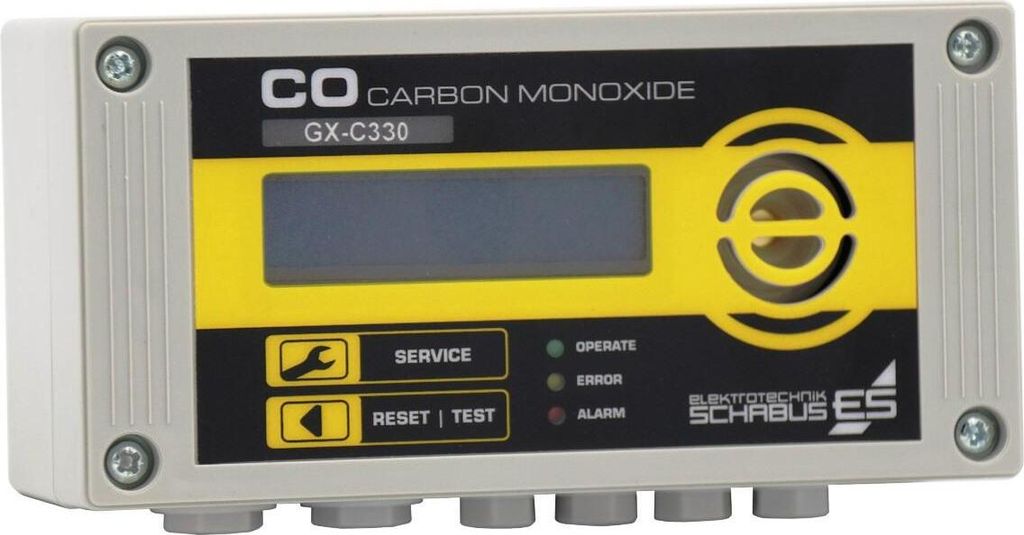 CO CARBON MONOXIDE
GX-C330
SERVICE
RESET | TEST
OPERATE
ERROR
ALARM
ELEKTROTECHNIK
SCHABUS ES